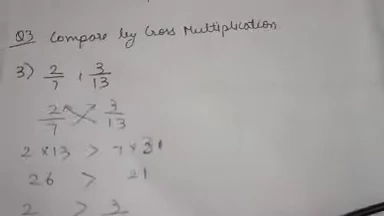 Q3 Compare by Cross Multiplication
3) 2/7 , 3/13
2/7 3/13
2 × 13 > 7 × 3
26 > 21
2 > 3